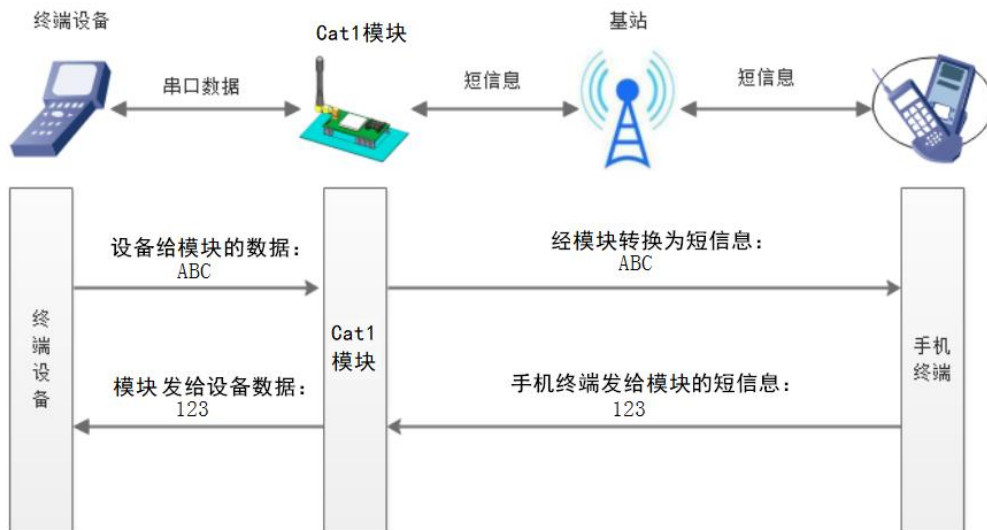 终端设备
Cat1模块
基站
串口数据
短信息
短信息
设备给模块的数据：
ABC
经模块转换为短信息：
ABC
终端设备
Cat1
模块
手机
终端
模块 发给设备数据：
123
手机终端发给模块的短信息：
123